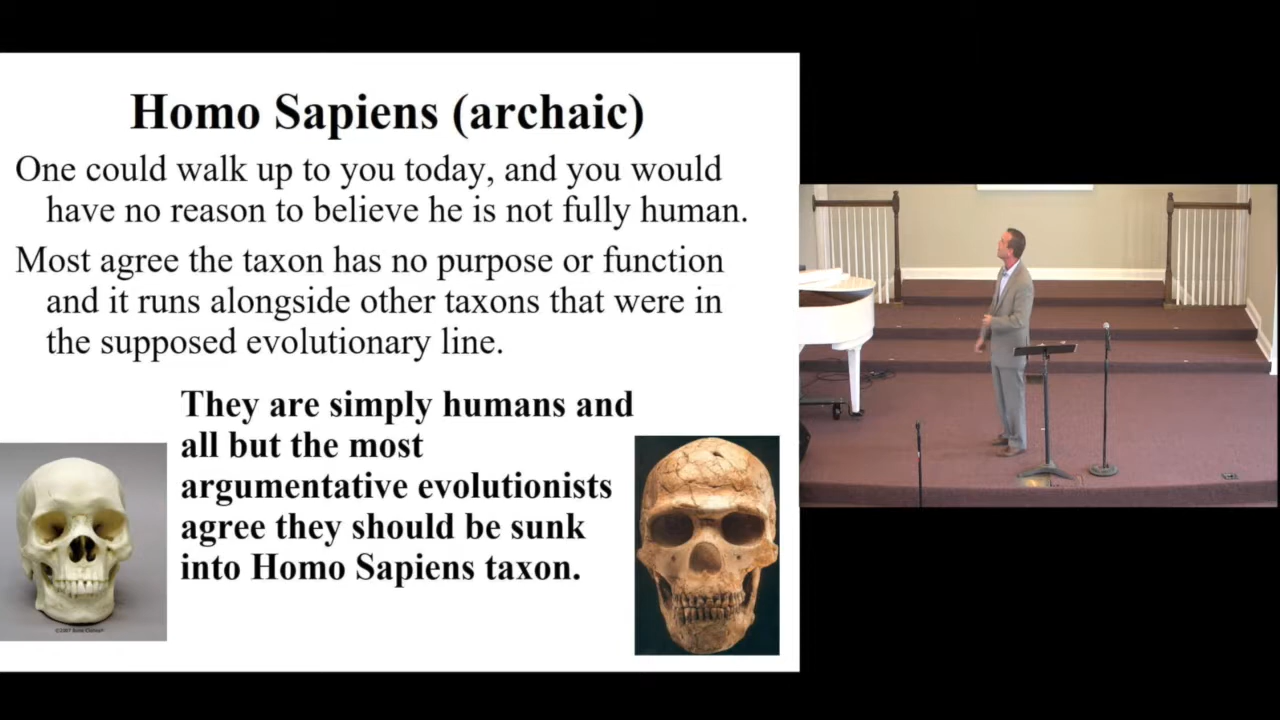 Homo Sapiens (archaic)
One could walk up to you today, and you would
have no reason to believe he is not fully human.
Most agree the taxon has no purpose or function
and it runs alongside other taxons that were in
the supposed evolutionary line.
They are simply humans and
all but the most
argumentative evolutionists
agree they should be sunk
into Homo Sapiens taxon.